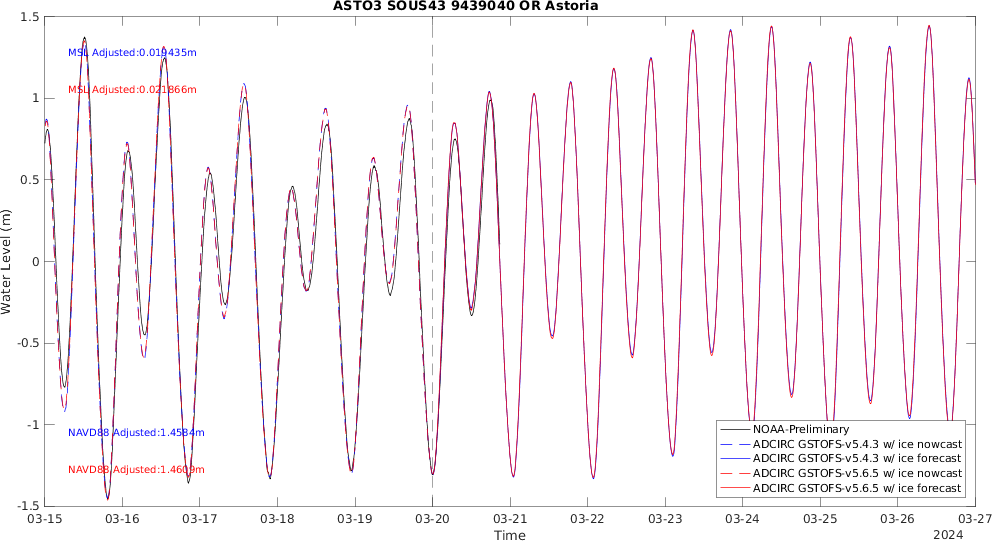 ASTO3 SOUS43 9439040 OR Astoria
1.5
1
0.5
0
-0.5
-1
-1.5
Water Level (m)
MSL Adjusted:0.019435m
MSL Adjusted:0.021866m
NAVD88 Adjusted:1.4584m
NAVD88 Adjusted:1.4609m
NOAA-Preliminary
ADCIRC GSTOFS-v5.4.3 w/ ice nowcast
ADCIRC GSTOFS-v5.4.3 w/ ice forecast
ADCIRC GSTOFS-v5.6.5 w/ ice nowcast
ADCIRC GSTOFS-v5.6.5 w/ ice forecast
03-15 03-16 03-17 03-18 03-19 03-20 03-21 03-22 03-23 03-24 03-25 03-26 03-27
Time
2024